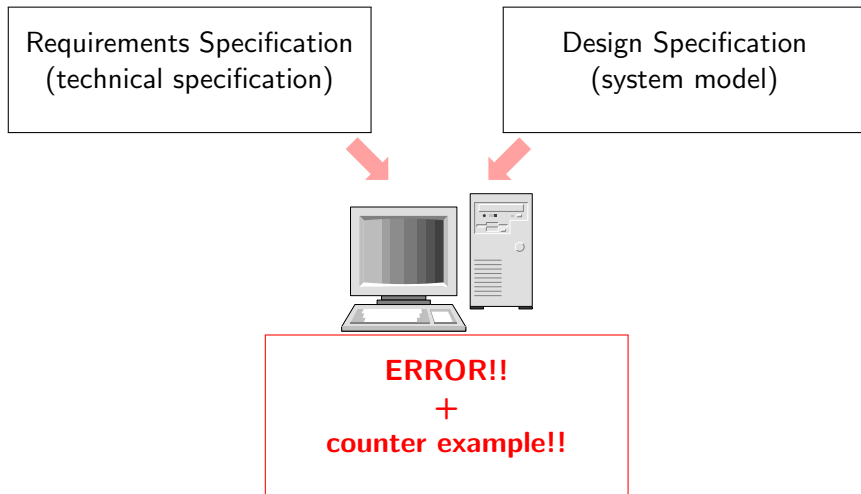 Requirements Specification
(technical specification)
Design Specification
(system model)
ERROR!!
+
counter example!!